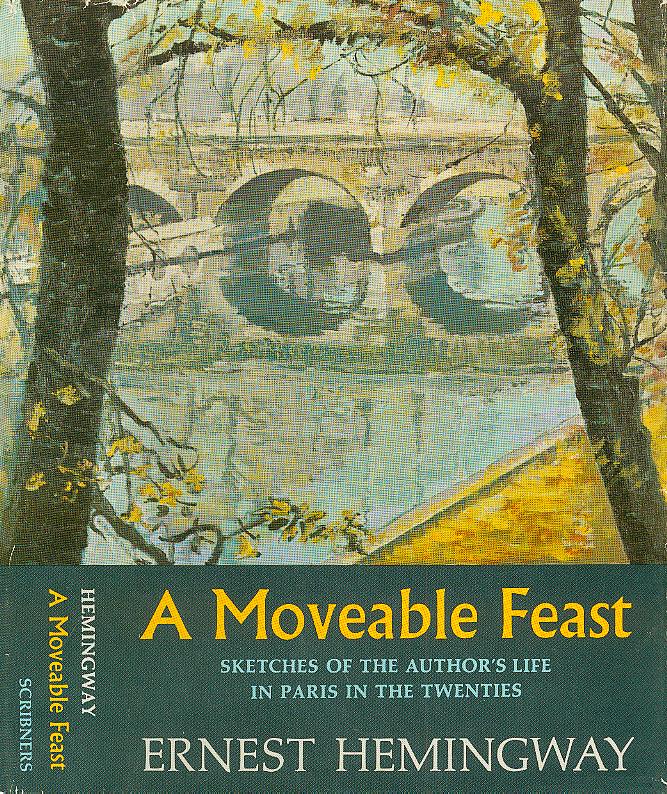 A Moveable Feast
SKETCHES OF THE AUTHOR'S LIFE
IN PARIS IN THE TWENTIES
ERNEST HEMINGWAY
HEMINGWAY
A Moveable Feast
SCRIBNERS